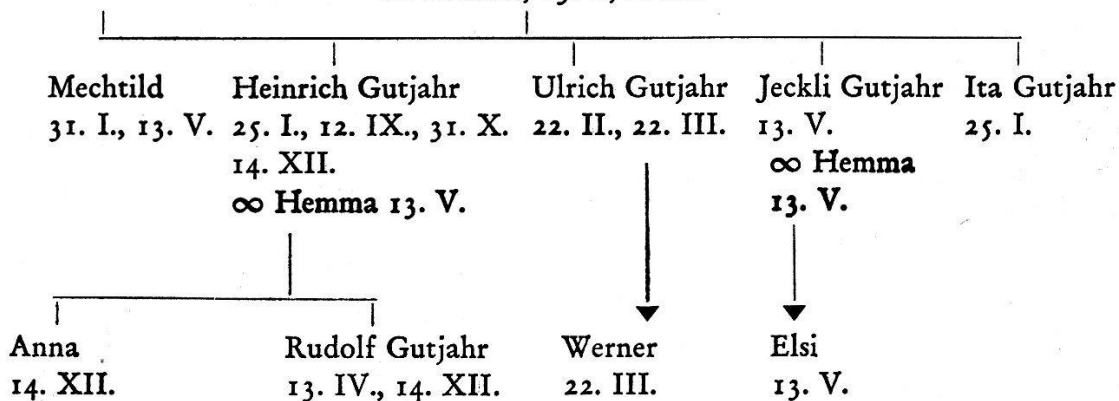 Mechtild Heinrich Gutjahr Ulrich Gutjahr Jeckli Gutjahr Ita Gutjahr
31. I., 13. V. 25. I., 12. IX., 31. X. 22. II., 22. III. 13. V. 25. I.
14. XII. ∞ Hemma
∞ Hemma 13. V. 13. V.
Anna Rudolf Gutjahr Werner Elsi
14. XII. 13. IV., 14. XII. 22. III. 13. V.